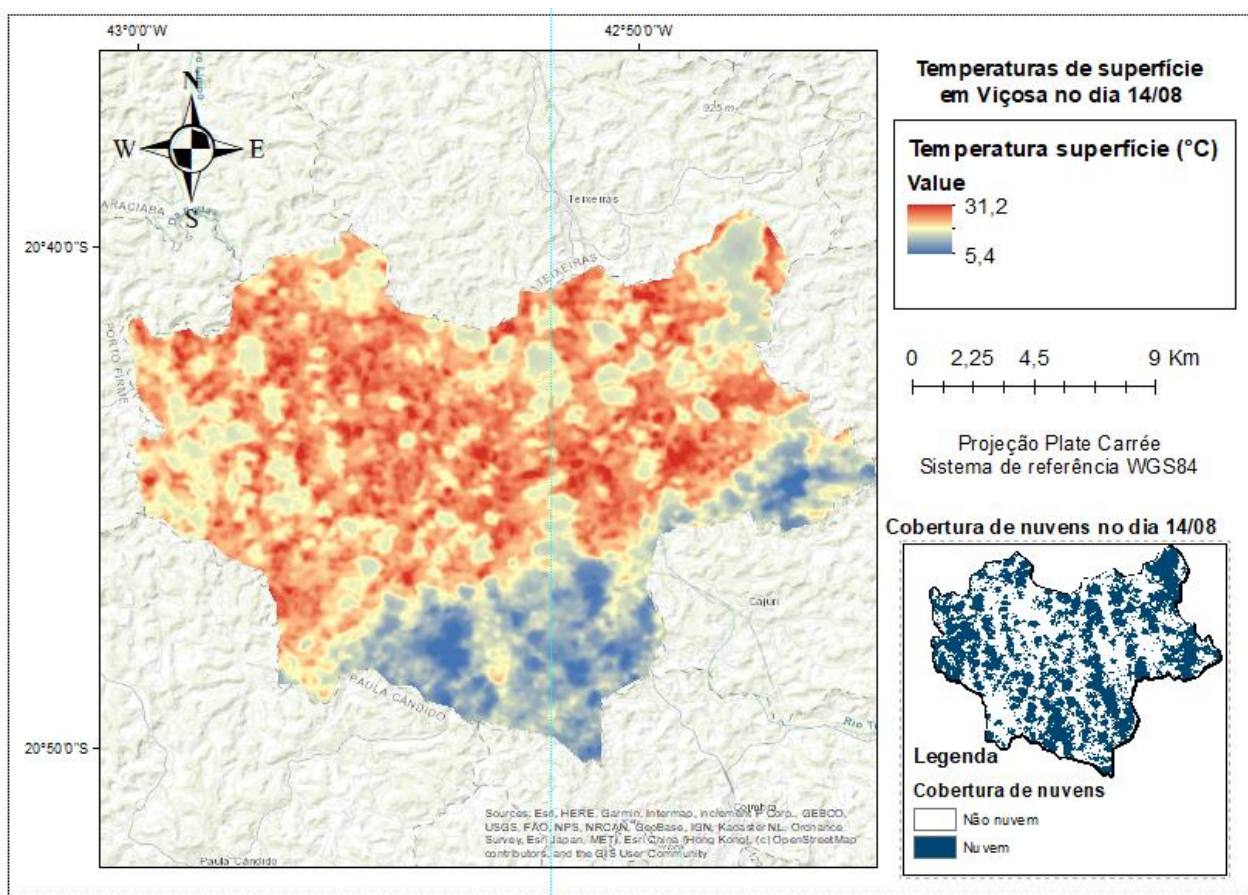 43°0'0"W
42°50'0"W
N
W
E
S
925 m
ARACIABA
Teixeiras
TEIXEIRAS
20°40'0"S
PORTO FIRME
Cajuri
PAULA CÂNDIDO
20°50'0"S
Coimbra
Paula Cândido
Sources: Esri, HERE, Garmin, Intermap, increment P Corp., GEBCO,
USGS, FAO, NPS, NRCAN, GeoBase, IGN, Kadaster NL, Ordnance
Survey, Esri Japan, METI, Esri China (Hong Kong), (c) OpenStreetMap
contributors, and the GIS User Community
Temperaturas de superfície
em Viçosa no dia 14/08
Temperatura superfície (°C)
Value
31,2
5,4
0 2,25 4,5 9 Km
Projeção Plate Carrée
Sistema de referência WGS84
Cobertura de nuvens no dia 14/08
Legenda
Cobertura de nuvens
Não nuvem
Nuvem